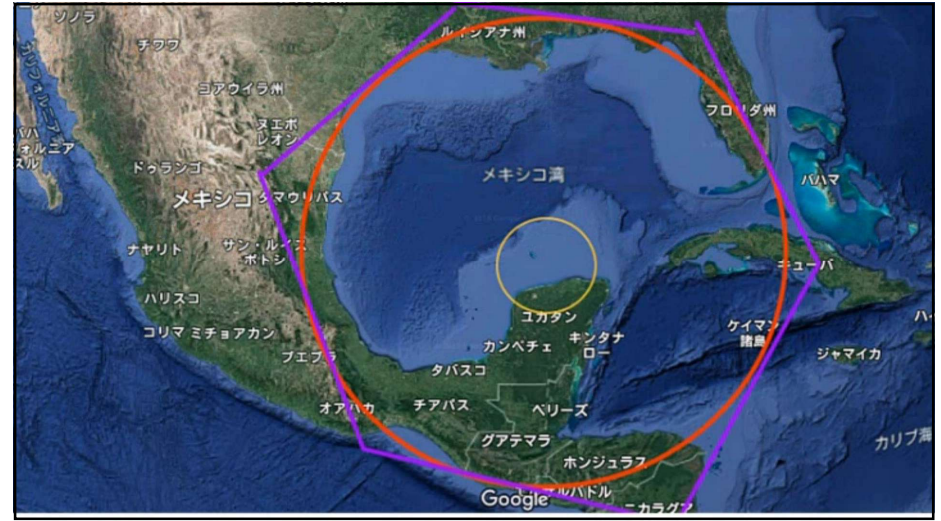 ソノラ
ルイジアナ州
チワワ
コアウイラ州
フロリダ州
ヌエボ
レオン
ドゥランゴ
メキシコ湾
バハマ
メキシコ
タマウリパス
ナヤリト
サン・ルイス
ポトシ
キューバ
ハリスコ
ユカタン
コリマ
ミチョアカン
カンペチェ
キンタナ
ロー
ケイマン
諸島
ジャマイカ
プエブラ
タバスコ
オアハカ
チアパス
ベリーズ
グアテマラ
カリブ海
ホンジュラス
Google
ニカラグア